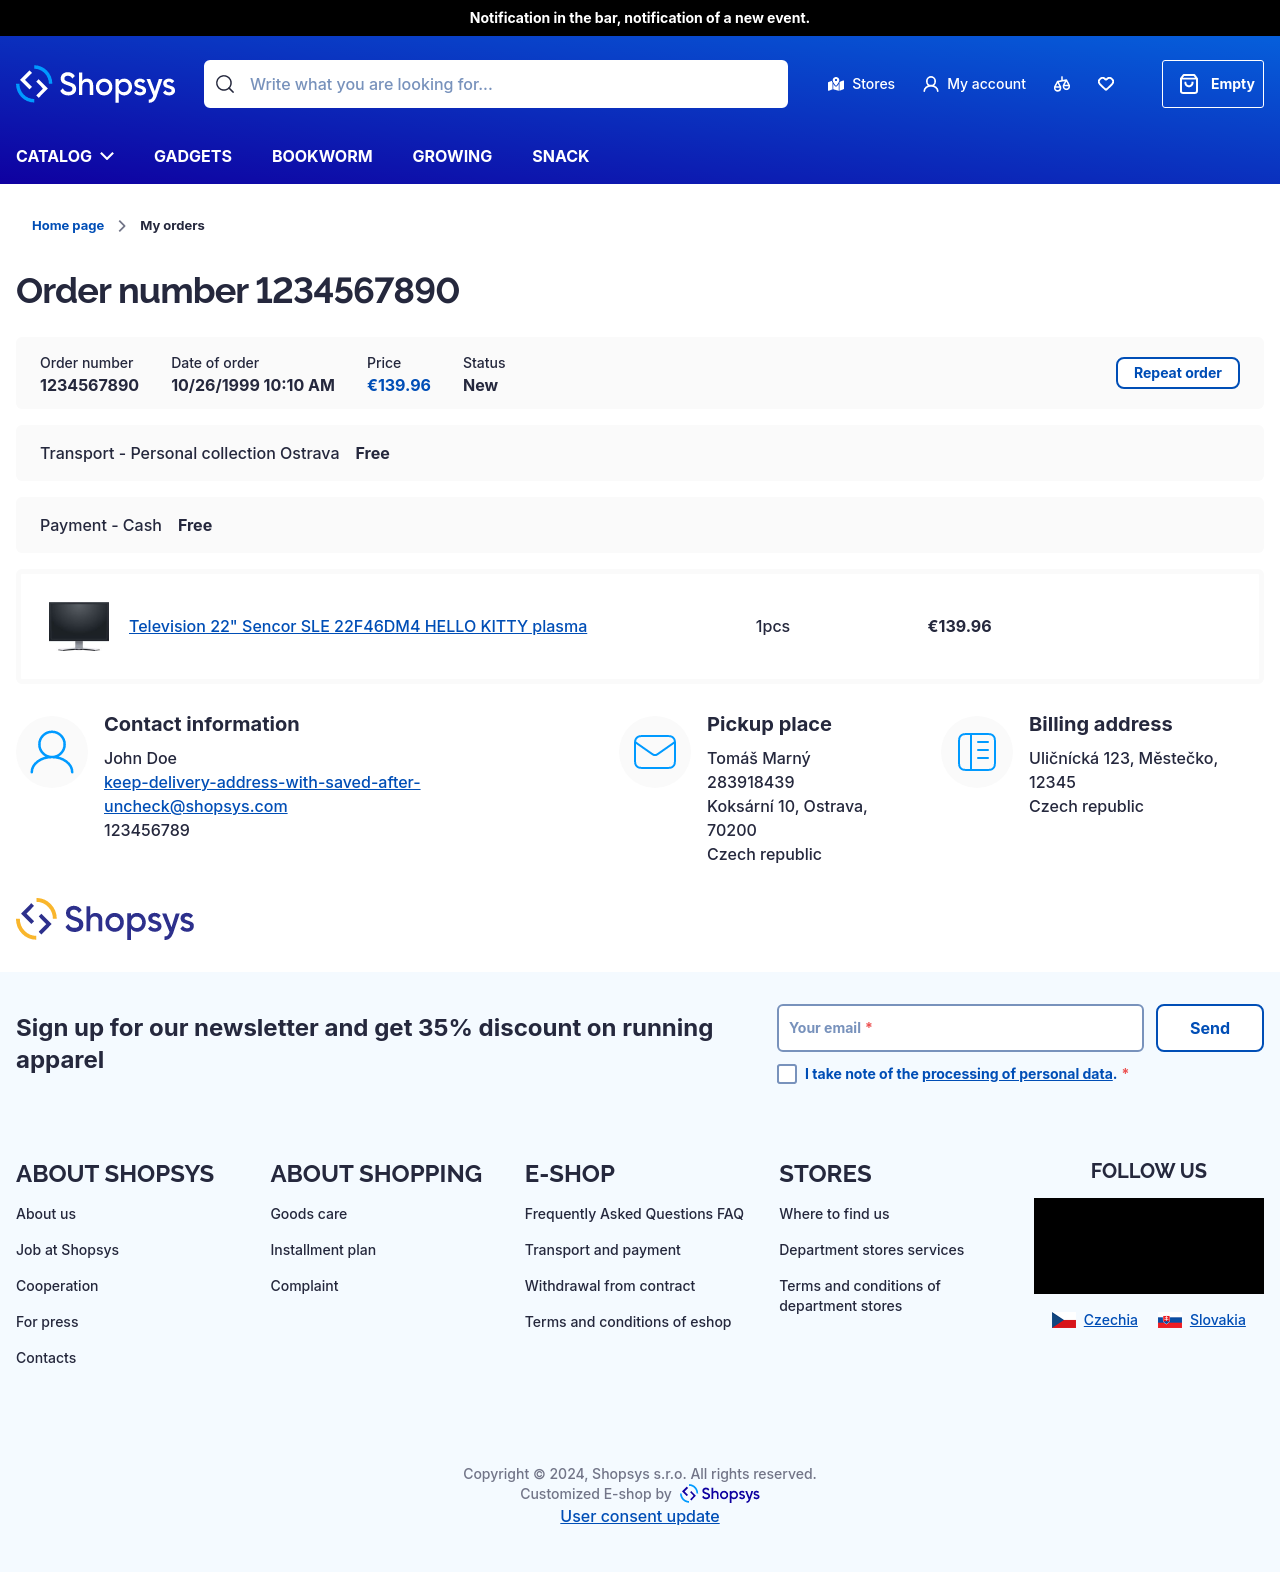 Notification in the bar, notification of a new event.
Shopsys
Write what you are looking for...
Stores
My account
Empty
CATALOG
GADGETS
BOOKWORM
GROWING
SNACK
Home page
My orders
Order number 1234567890
Order number
1234567890
Date of order
10/26/1999 10:10 AM
Price
€139.96
Status
New
Repeat order
Transport - Personal collection Ostrava Free
Payment - Cash Free
Television 22" Sencor SLE 22F46DM4 HELLO KITTY plasma
1pcs
€139.96
Contact information
John Doe
keep-delivery-address-with-saved-after-
uncheck@shopsys.com
123456789
Pickup place
Tomáš Marný
283918439
Koksární 10, Ostrava,
70200
Czech republic
Billing address
Uličnícká 123, Městečko,
12345
Czech republic
Shopsys
Sign up for our newsletter and get 35% discount on running
apparel
Your email *
Send
I take note of the processing of personal data. *
ABOUT SHOPSYS
About us
Job at Shopsys
Cooperation
For press
Contacts
ABOUT SHOPPING
Goods care
Installment plan
Complaint
E-SHOP
Frequently Asked Questions FAQ
Transport and payment
Withdrawal from contract
Terms and conditions of eshop
STORES
Where to find us
Department stores services
Terms and conditions of
department stores
FOLLOW US
Czechia
Slovakia
Copyright © 2024, Shopsys s.r.o. All rights reserved.
Customized E-shop by Shopsys
User consent update